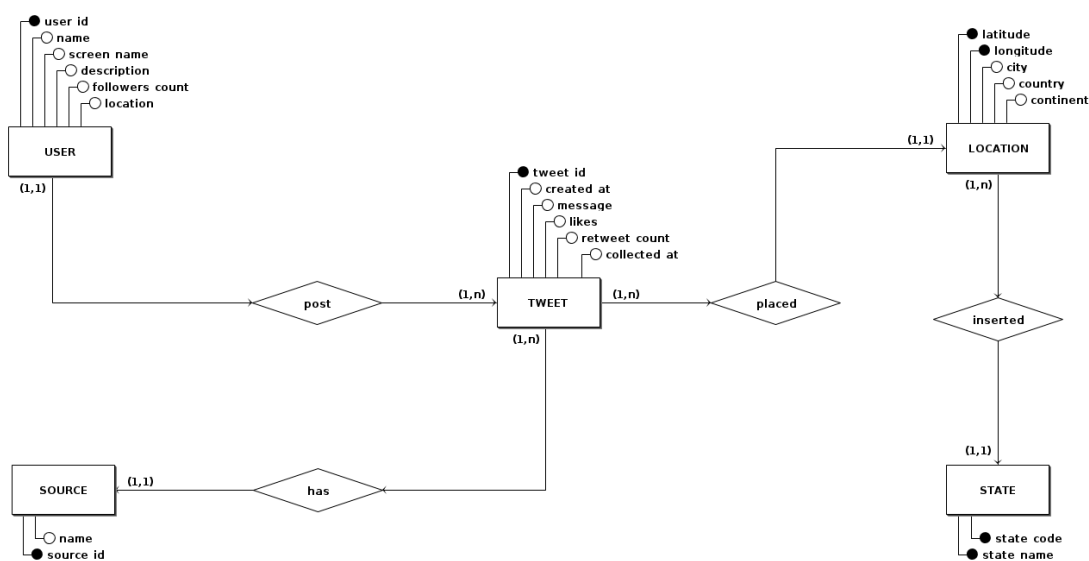 user id
name
screen name
description
followers count
location
USER
(1,1)
latitude
longitude
city
country
continent
(1,1)
LOCATION
(1,n)
tweet id
created at
message
likes
retweet count
collected at
post
(1,n)
TWEET
(1,n)
placed
(1,n)
inserted
SOURCE
(1,1)
has
name
source id
(1,1)
STATE
state code
state name